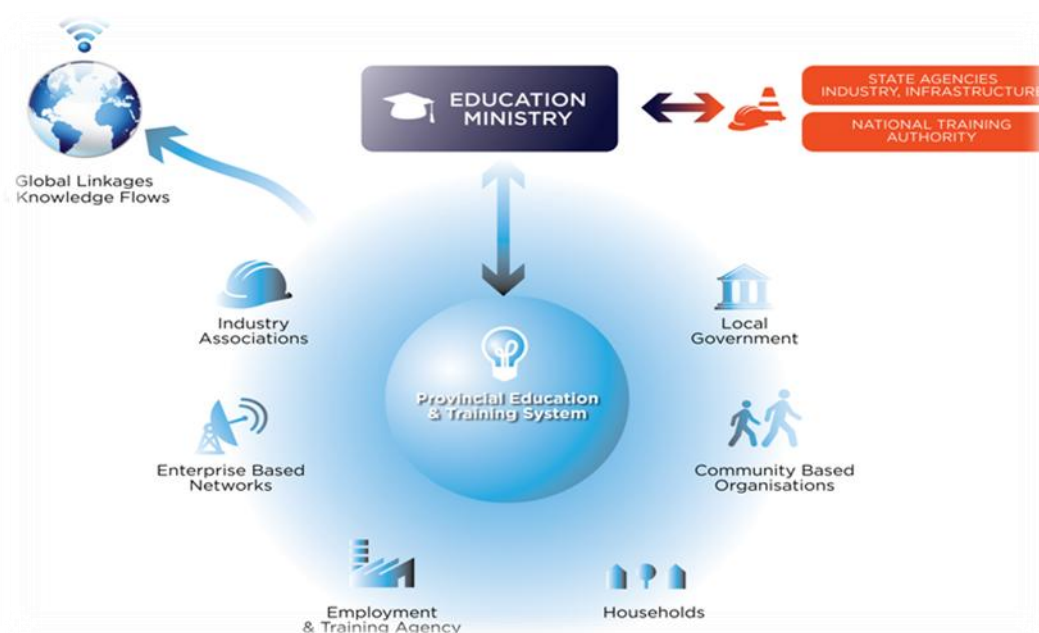 EDUCATION
MINISTRY
STATE AGENCIES
INDUSTRY, INFRASTRUCTURE
NATIONAL TRAINING
AUTHORITY
Global Linkages
Knowledge Flows
Industry
Associations
Local
Government
Provincial Education
& Training System
Enterprise Based
Networks
Community Based
Organisations
Employment
& Training Agency
Households